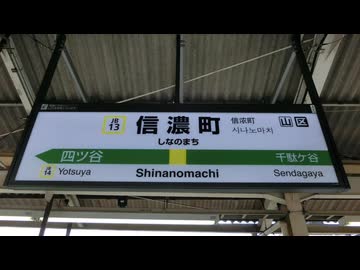 JB
13
信濃町
しなのまち
信浓町
시나노마치
山区
四ツ谷
千駄ケ谷
JB
14
Yotsuya
Shinanomachi
Sendagaya